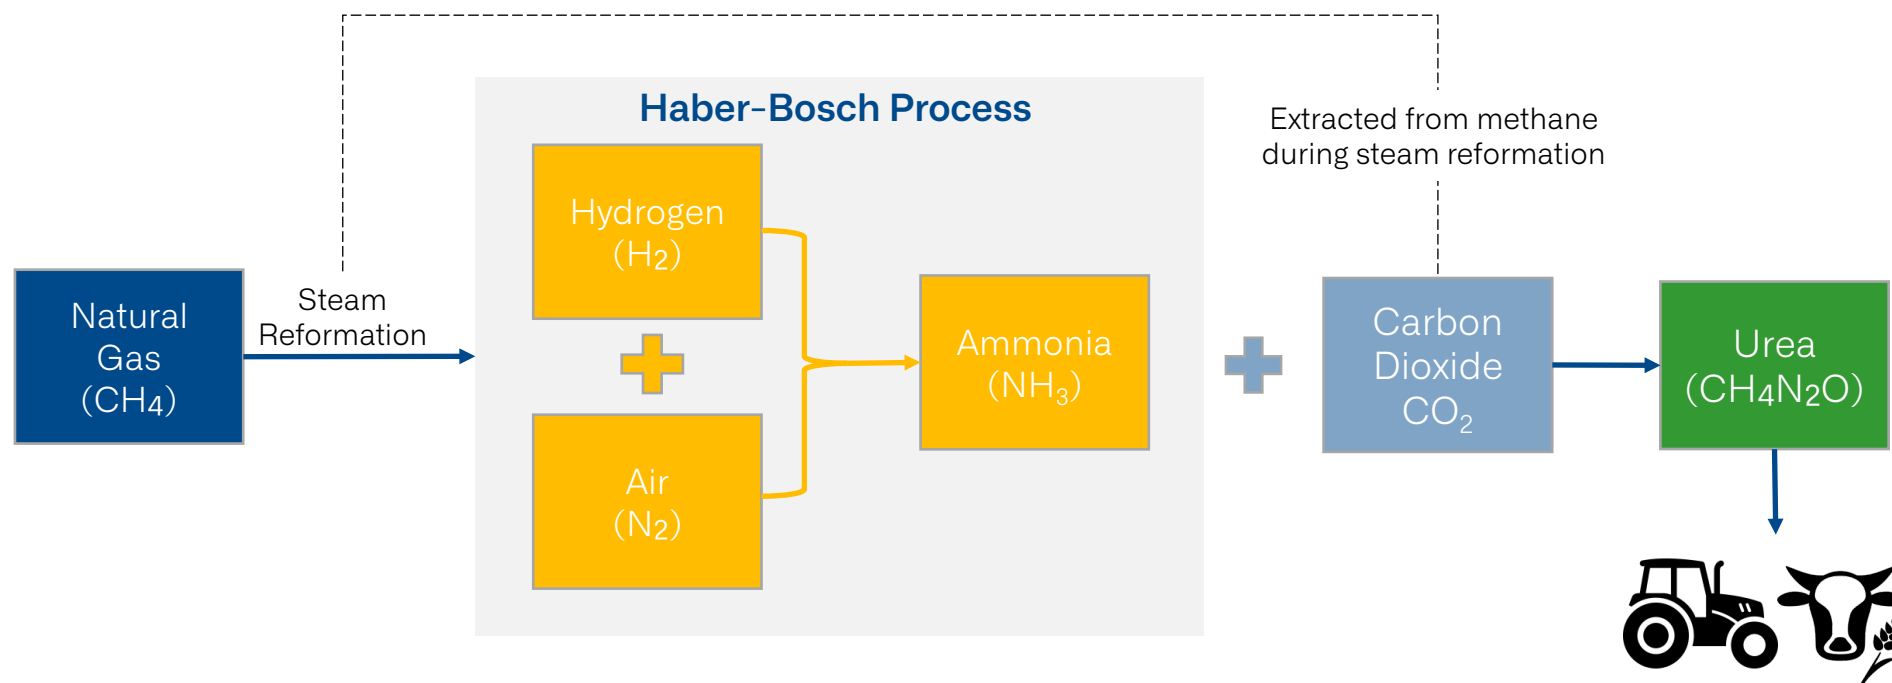 Haber-Bosch Process
Extracted from methane
during steam reformation
Natural
Gas
(CH4)
Steam
Reformation
Hydrogen
(H2)
Air
(N2)
Ammonia
(NH₃)
Carbon
Dioxide
CO₂
Urea
(CH4N2O)